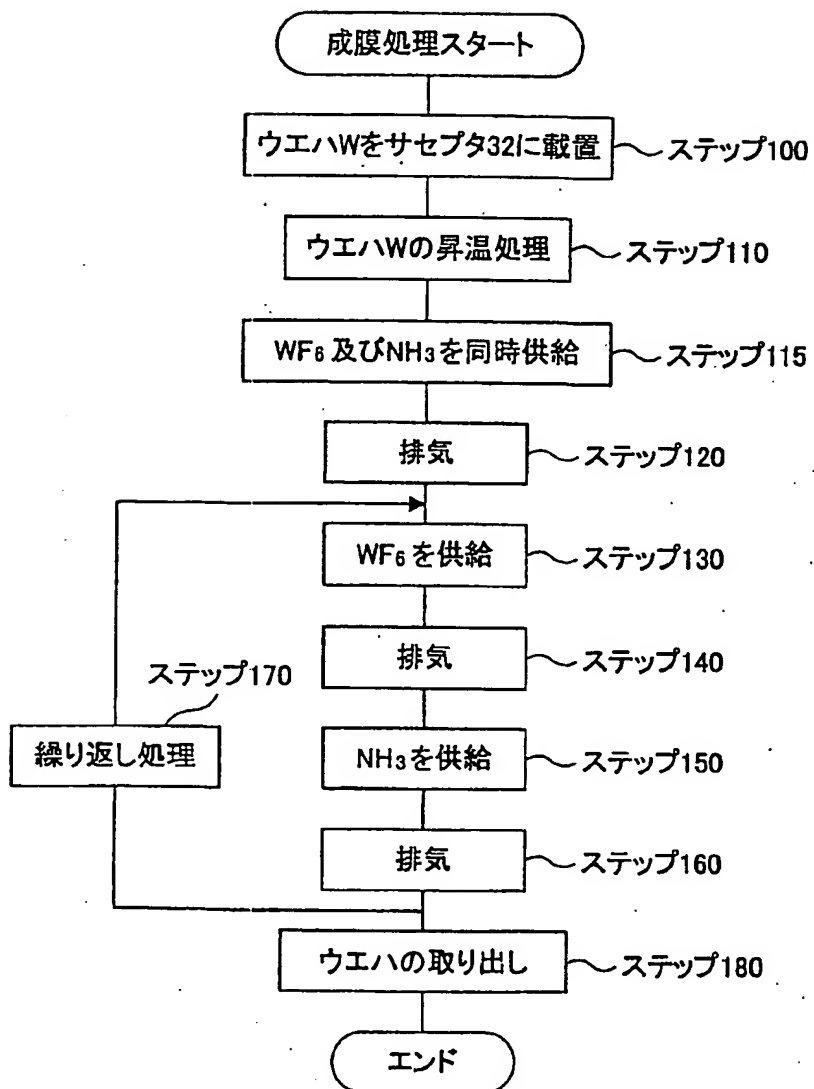 成膜処理スタート
ウエハWをサセプタ32に載置 ステップ100
ウエハWの昇温処理 ステップ110
WF₆ 及びNH₃を同時供給 ステップ115
排気 ステップ120
WF₆ を供給 ステップ130
排気 ステップ140
ステップ170
繰り返し処理
NH₃を供給 ステップ150
排気 ステップ160
ウエハの取り出し ステップ180
エンド